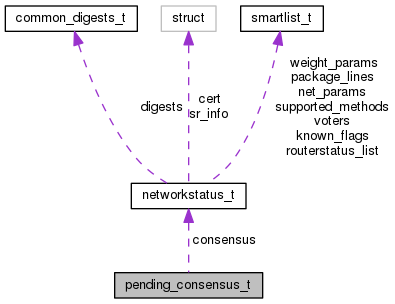 common_digests_t
struct
smartlist_t
digests
cert
sr_info
weight_params
package_lines
net_params
supported_methods
voters
known_flags
routerstatus_list
networkstatus_t
consensus
pending_consensus_t